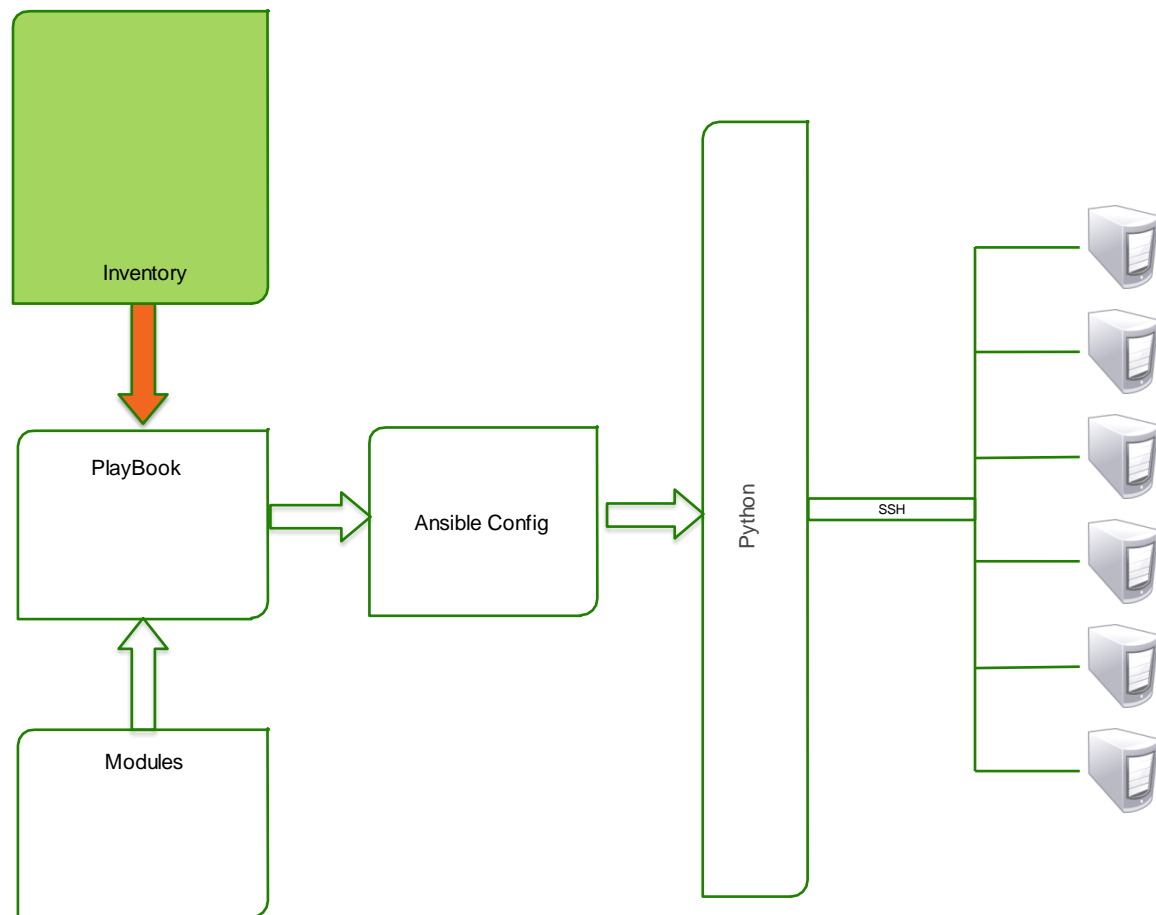 Inventory
PlayBook
Ansible Config
Python
SSH
Modules